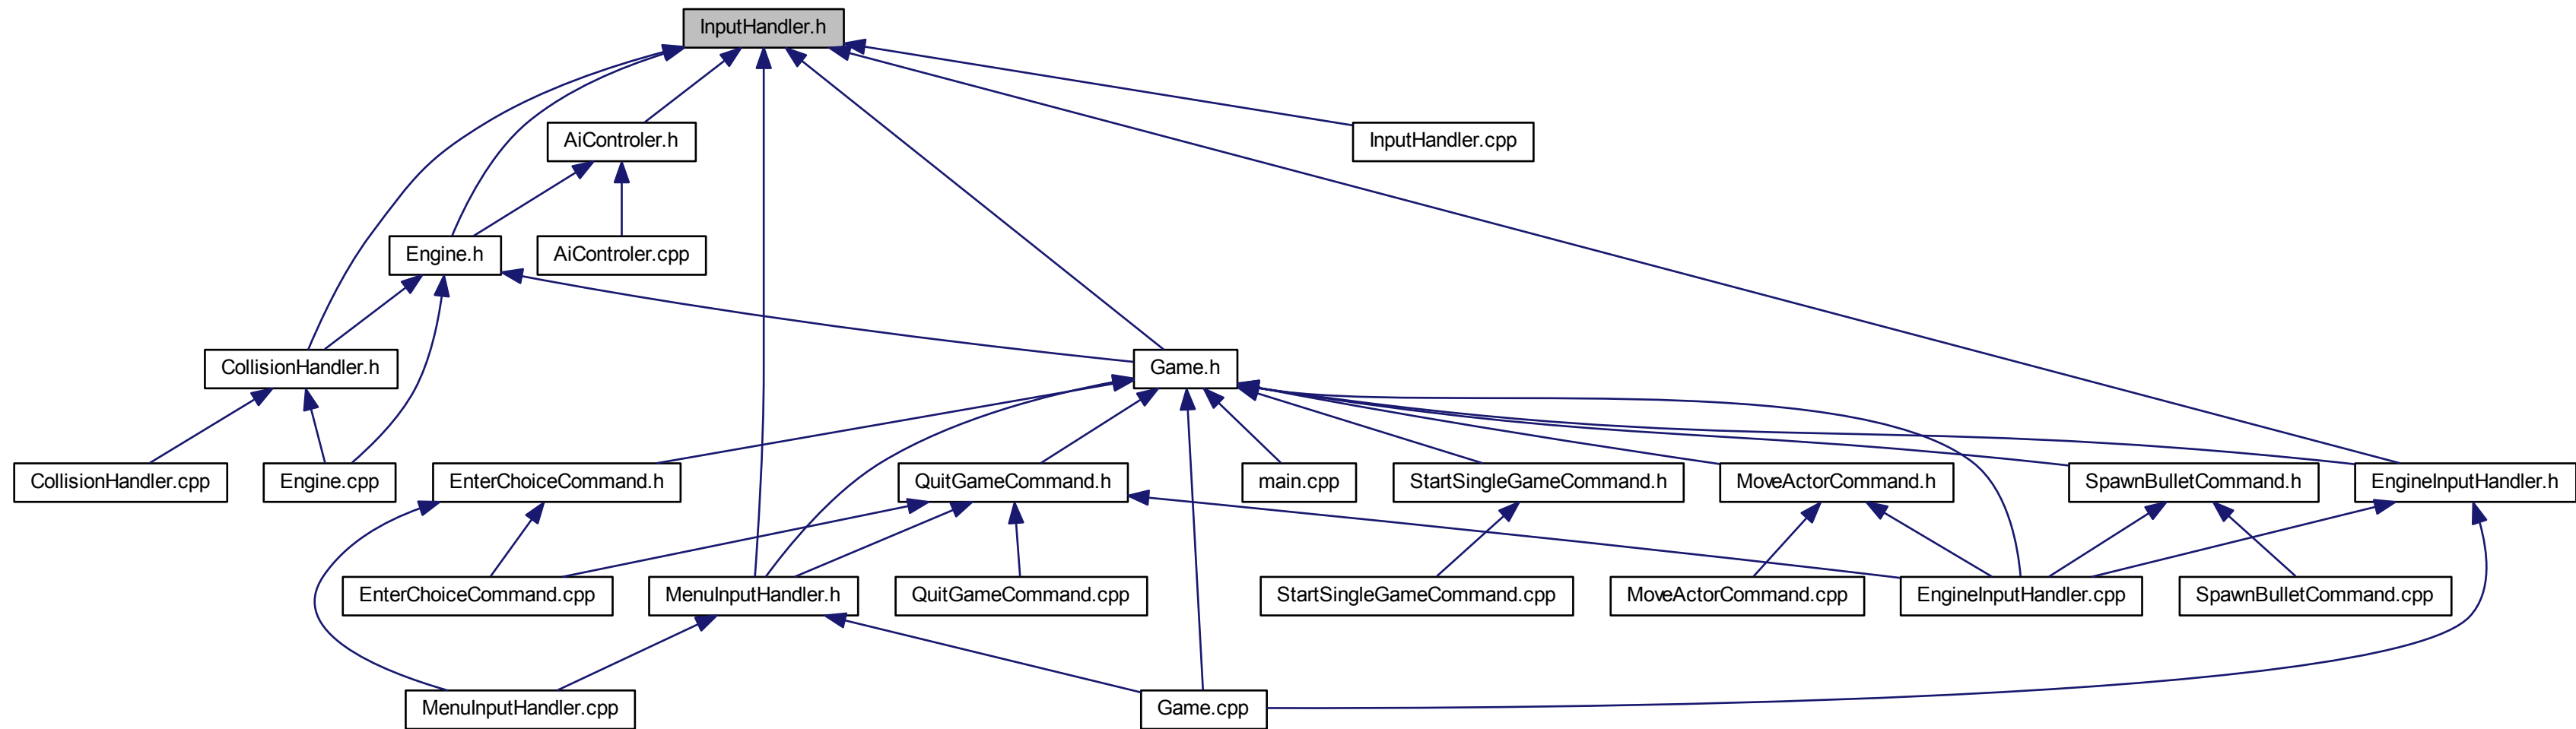 InputHandler.h
AiControler.h
InputHandler.cpp
Engine.h
AiControler.cpp
CollisionHandler.h
Game.h
CollisionHandler.cpp
Engine.cpp
EnterChoiceCommand.h
QuitGameCommand.h
main.cpp
StartSingleGameCommand.h
MoveActorCommand.h
SpawnBulletCommand.h
EngineInputHandler.h
EnterChoiceCommand.cpp
MenuInputHandler.h
QuitGameCommand.cpp
StartSingleGameCommand.cpp
MoveActorCommand.cpp
EngineInputHandler.cpp
SpawnBulletCommand.cpp
MenuInputHandler.cpp
Game.cpp